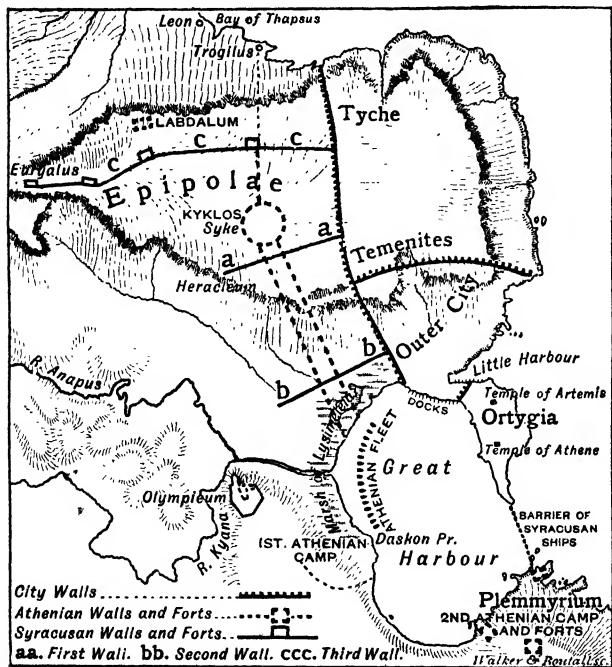 Leon
Bay of Thapsus
Trogilus
LABDALUM
Tyche
c c c
Euryalus
Epipolae
KYKLOS
Syke
a a
Temenites
Heracleum
Outer City
b b
R. Anapus
Little Harbour
Temple of Artemis
DOCKS
Ortygia
Temple of Athene
Marsh of Lysimeleia
ATHENIAN FLEET
Great
Harbour
Olympieum
R. Kyana
BARRIER OF
SYRACUSAN
SHIPS
1ST. ATHENIAN
CAMP
Daskon Pr.
Plemmyrium
2ND ATHENIAN CAMP
AND FORTS
City Walls
Athenian Walls and Forts
Syracusan Walls and Forts
aa. First Wall. bb. Second Wall. ccc. Third Wall.
Walker & Boutall